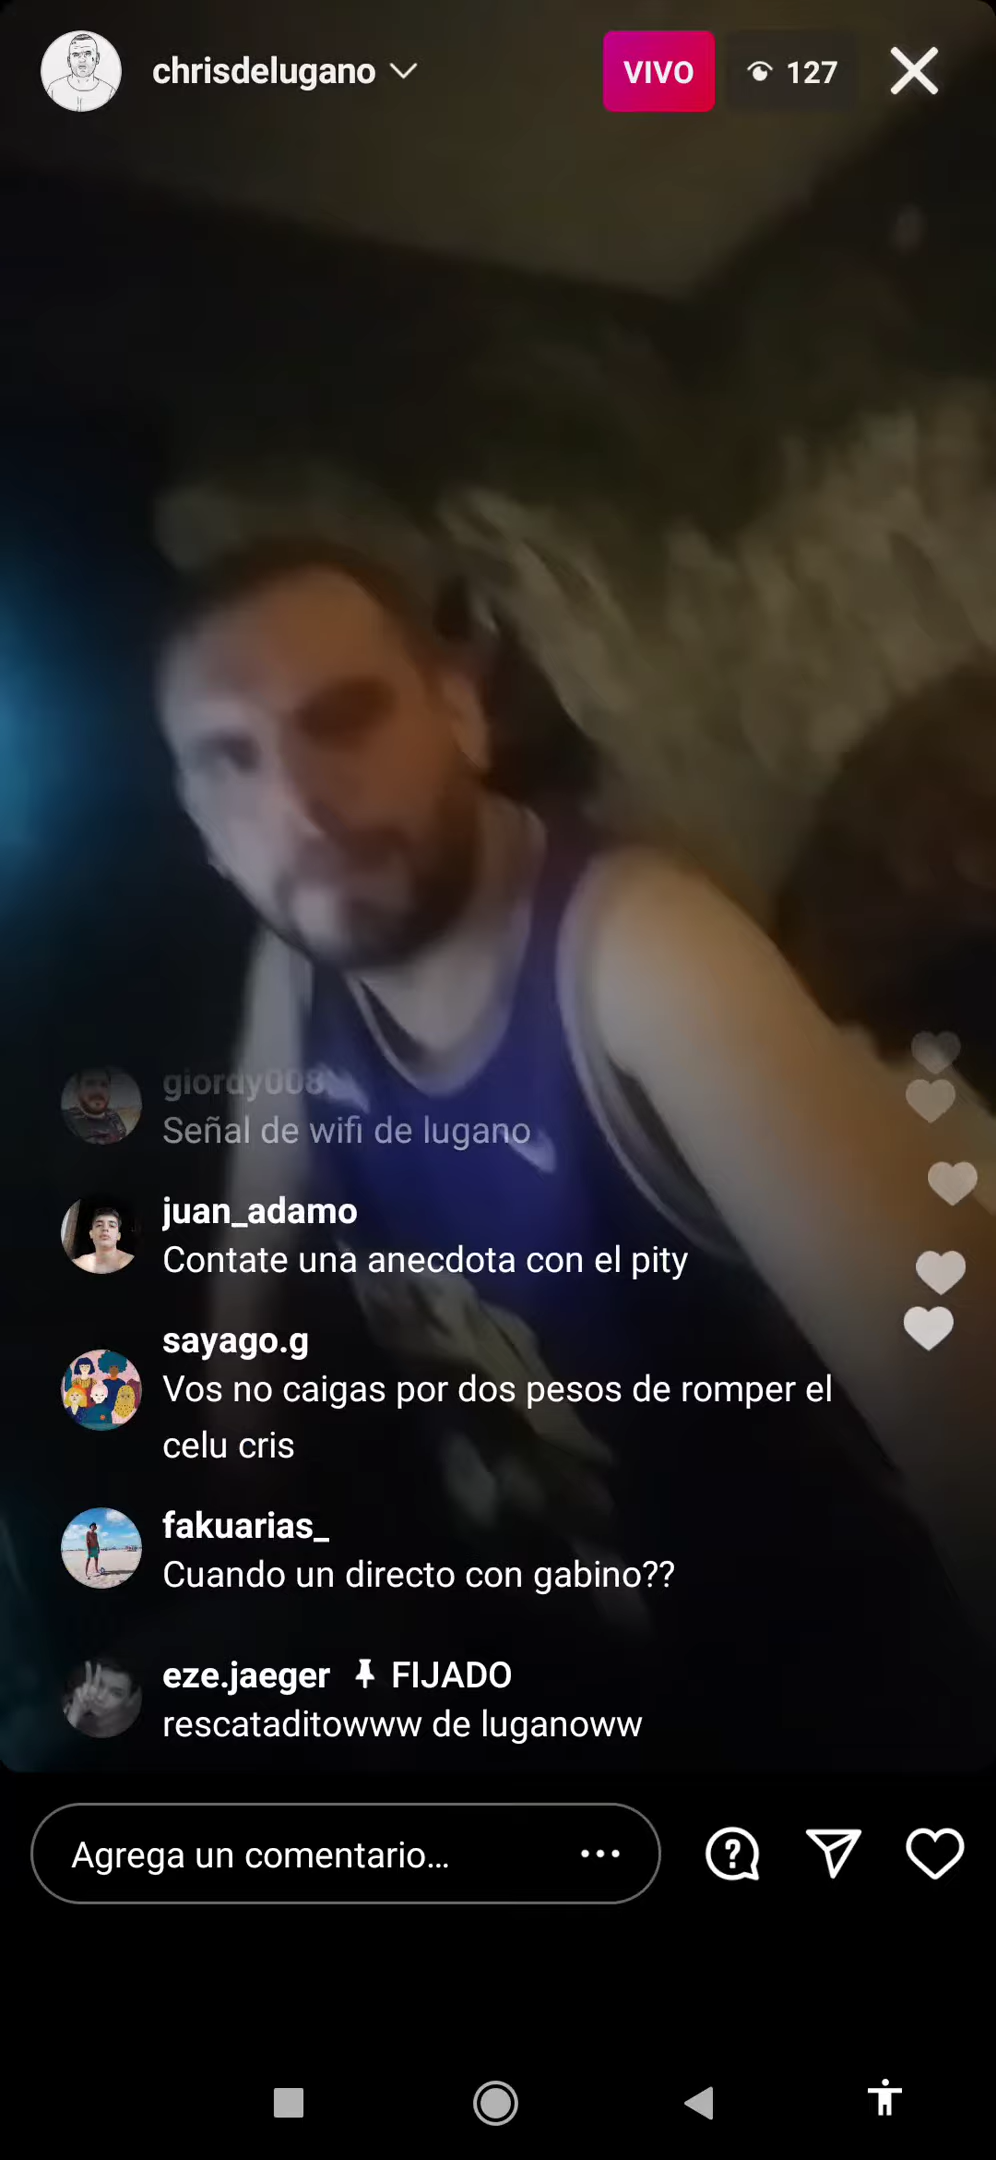 chrisdelugano
VIVO
127
giordy008
Señal de wifi de lugano
juan_adamo
Contate una anecdota con el pity
sayago.g
Vos no caigas por dos pesos de romper el
celu cris
fakuarias_
Cuando un directo con gabino??
eze.jaeger FIJADO
rescataditowww de luganoww
Agrega un comentario...